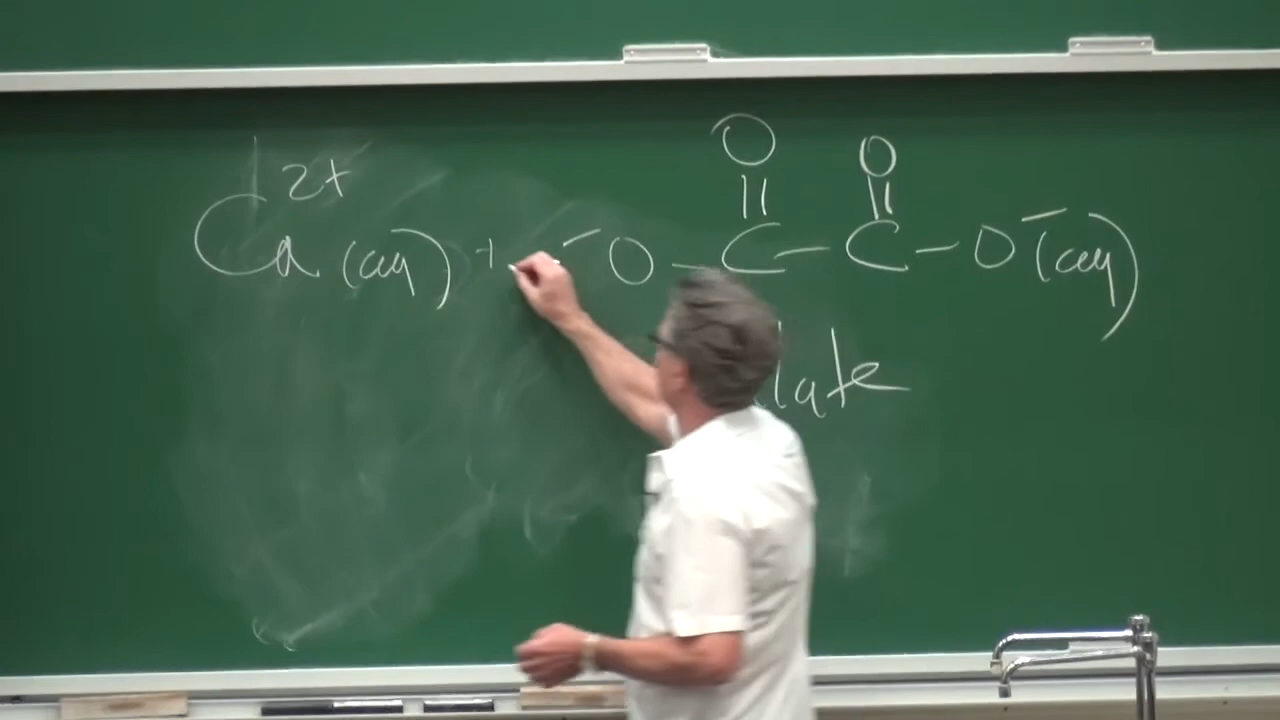 O O
|| ||
Ca²⁺ (aq) + ⁻O - C - C - O⁻ (aq)
late